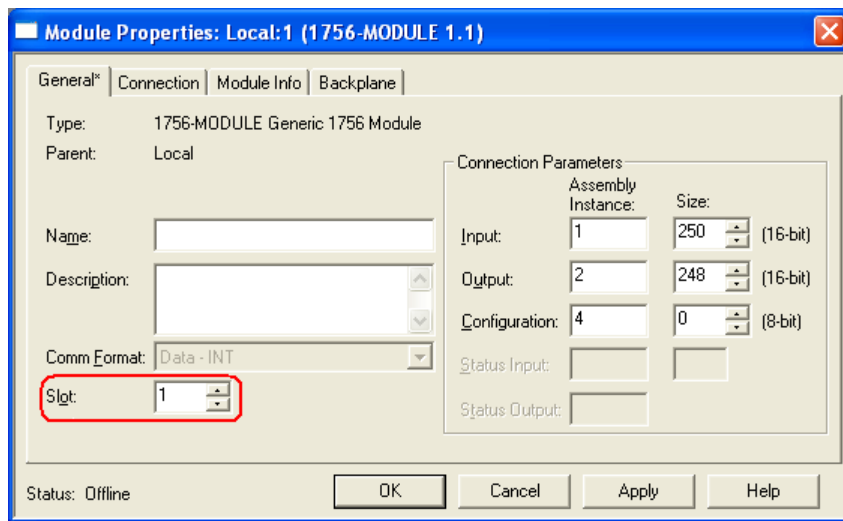 Module Properties: Local:1 (1756-MODULE 1.1)
General* Connection Module Info Backplane
Type: 1756-MODULE Generic 1756 Module
Parent: Local
Connection Parameters
Assembly Instance: Size:
Name: Input: 1 250 (16-bit)
Description: Output: 2 248 (16-bit)
Configuration: 4 0 (8-bit)
Comm Format: Data - INT
Status Input:
Slot: 1
Status Output:
Status: Offline OK Cancel Apply Help